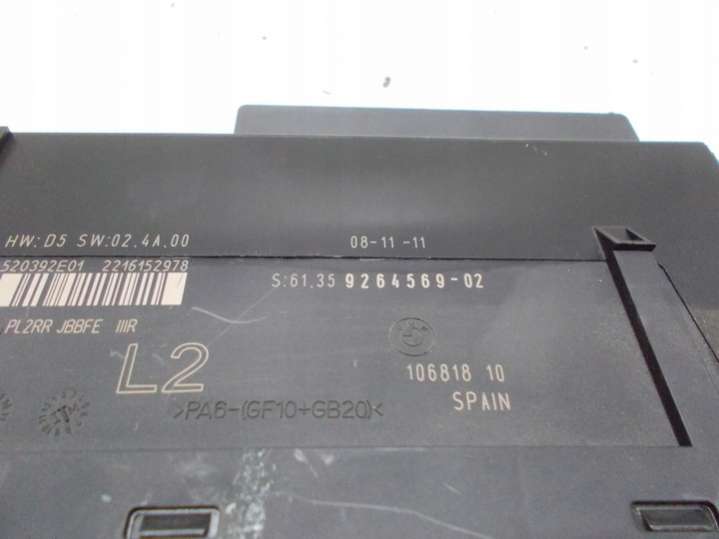 HW: D5 SW:02.4A.00
08-11-11
520392E01 2216152978
S:61.35 9264569-02
PL2RR JBBFE IIIR
L2
106818 10
>PA6-(GF10+GB20)<
SPAIN